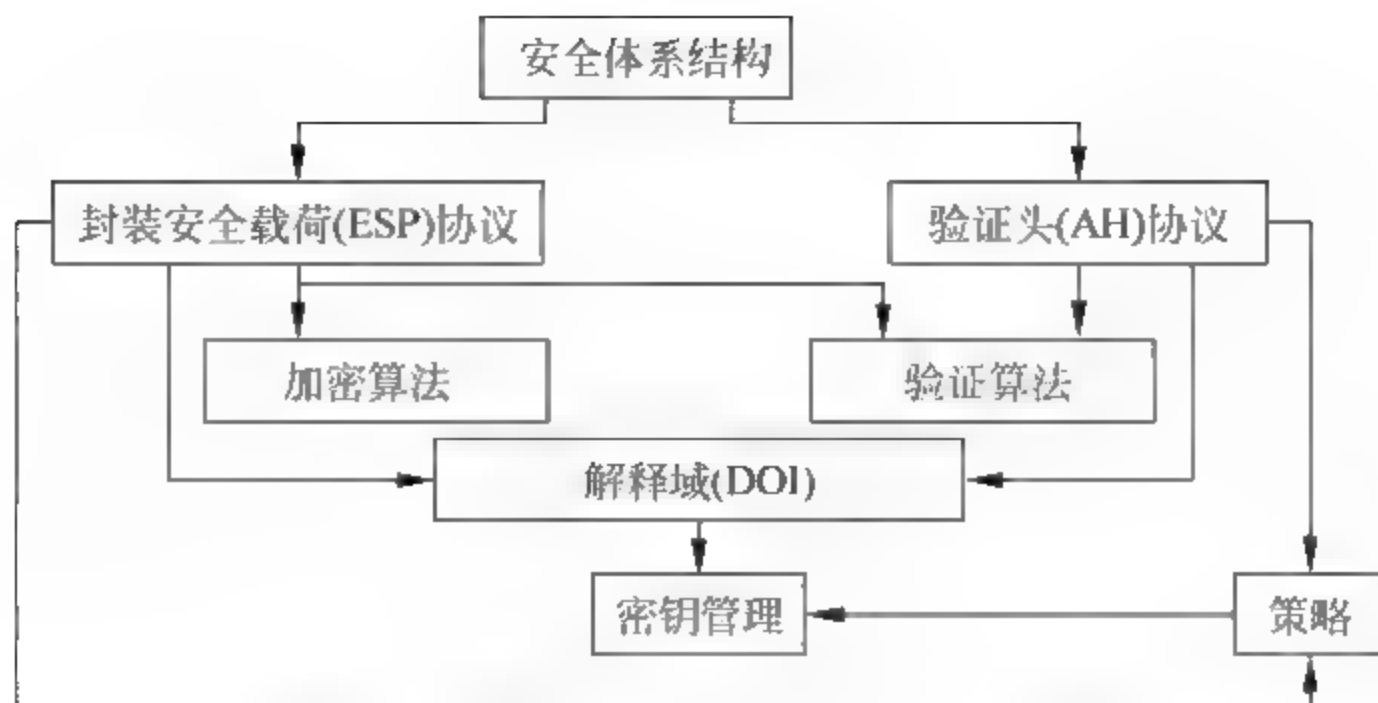 安全体系结构
封装安全载荷(ESP)协议
验证头(AH)协议
加密算法
验证算法
解释域(DOI)
密钥管理
策略